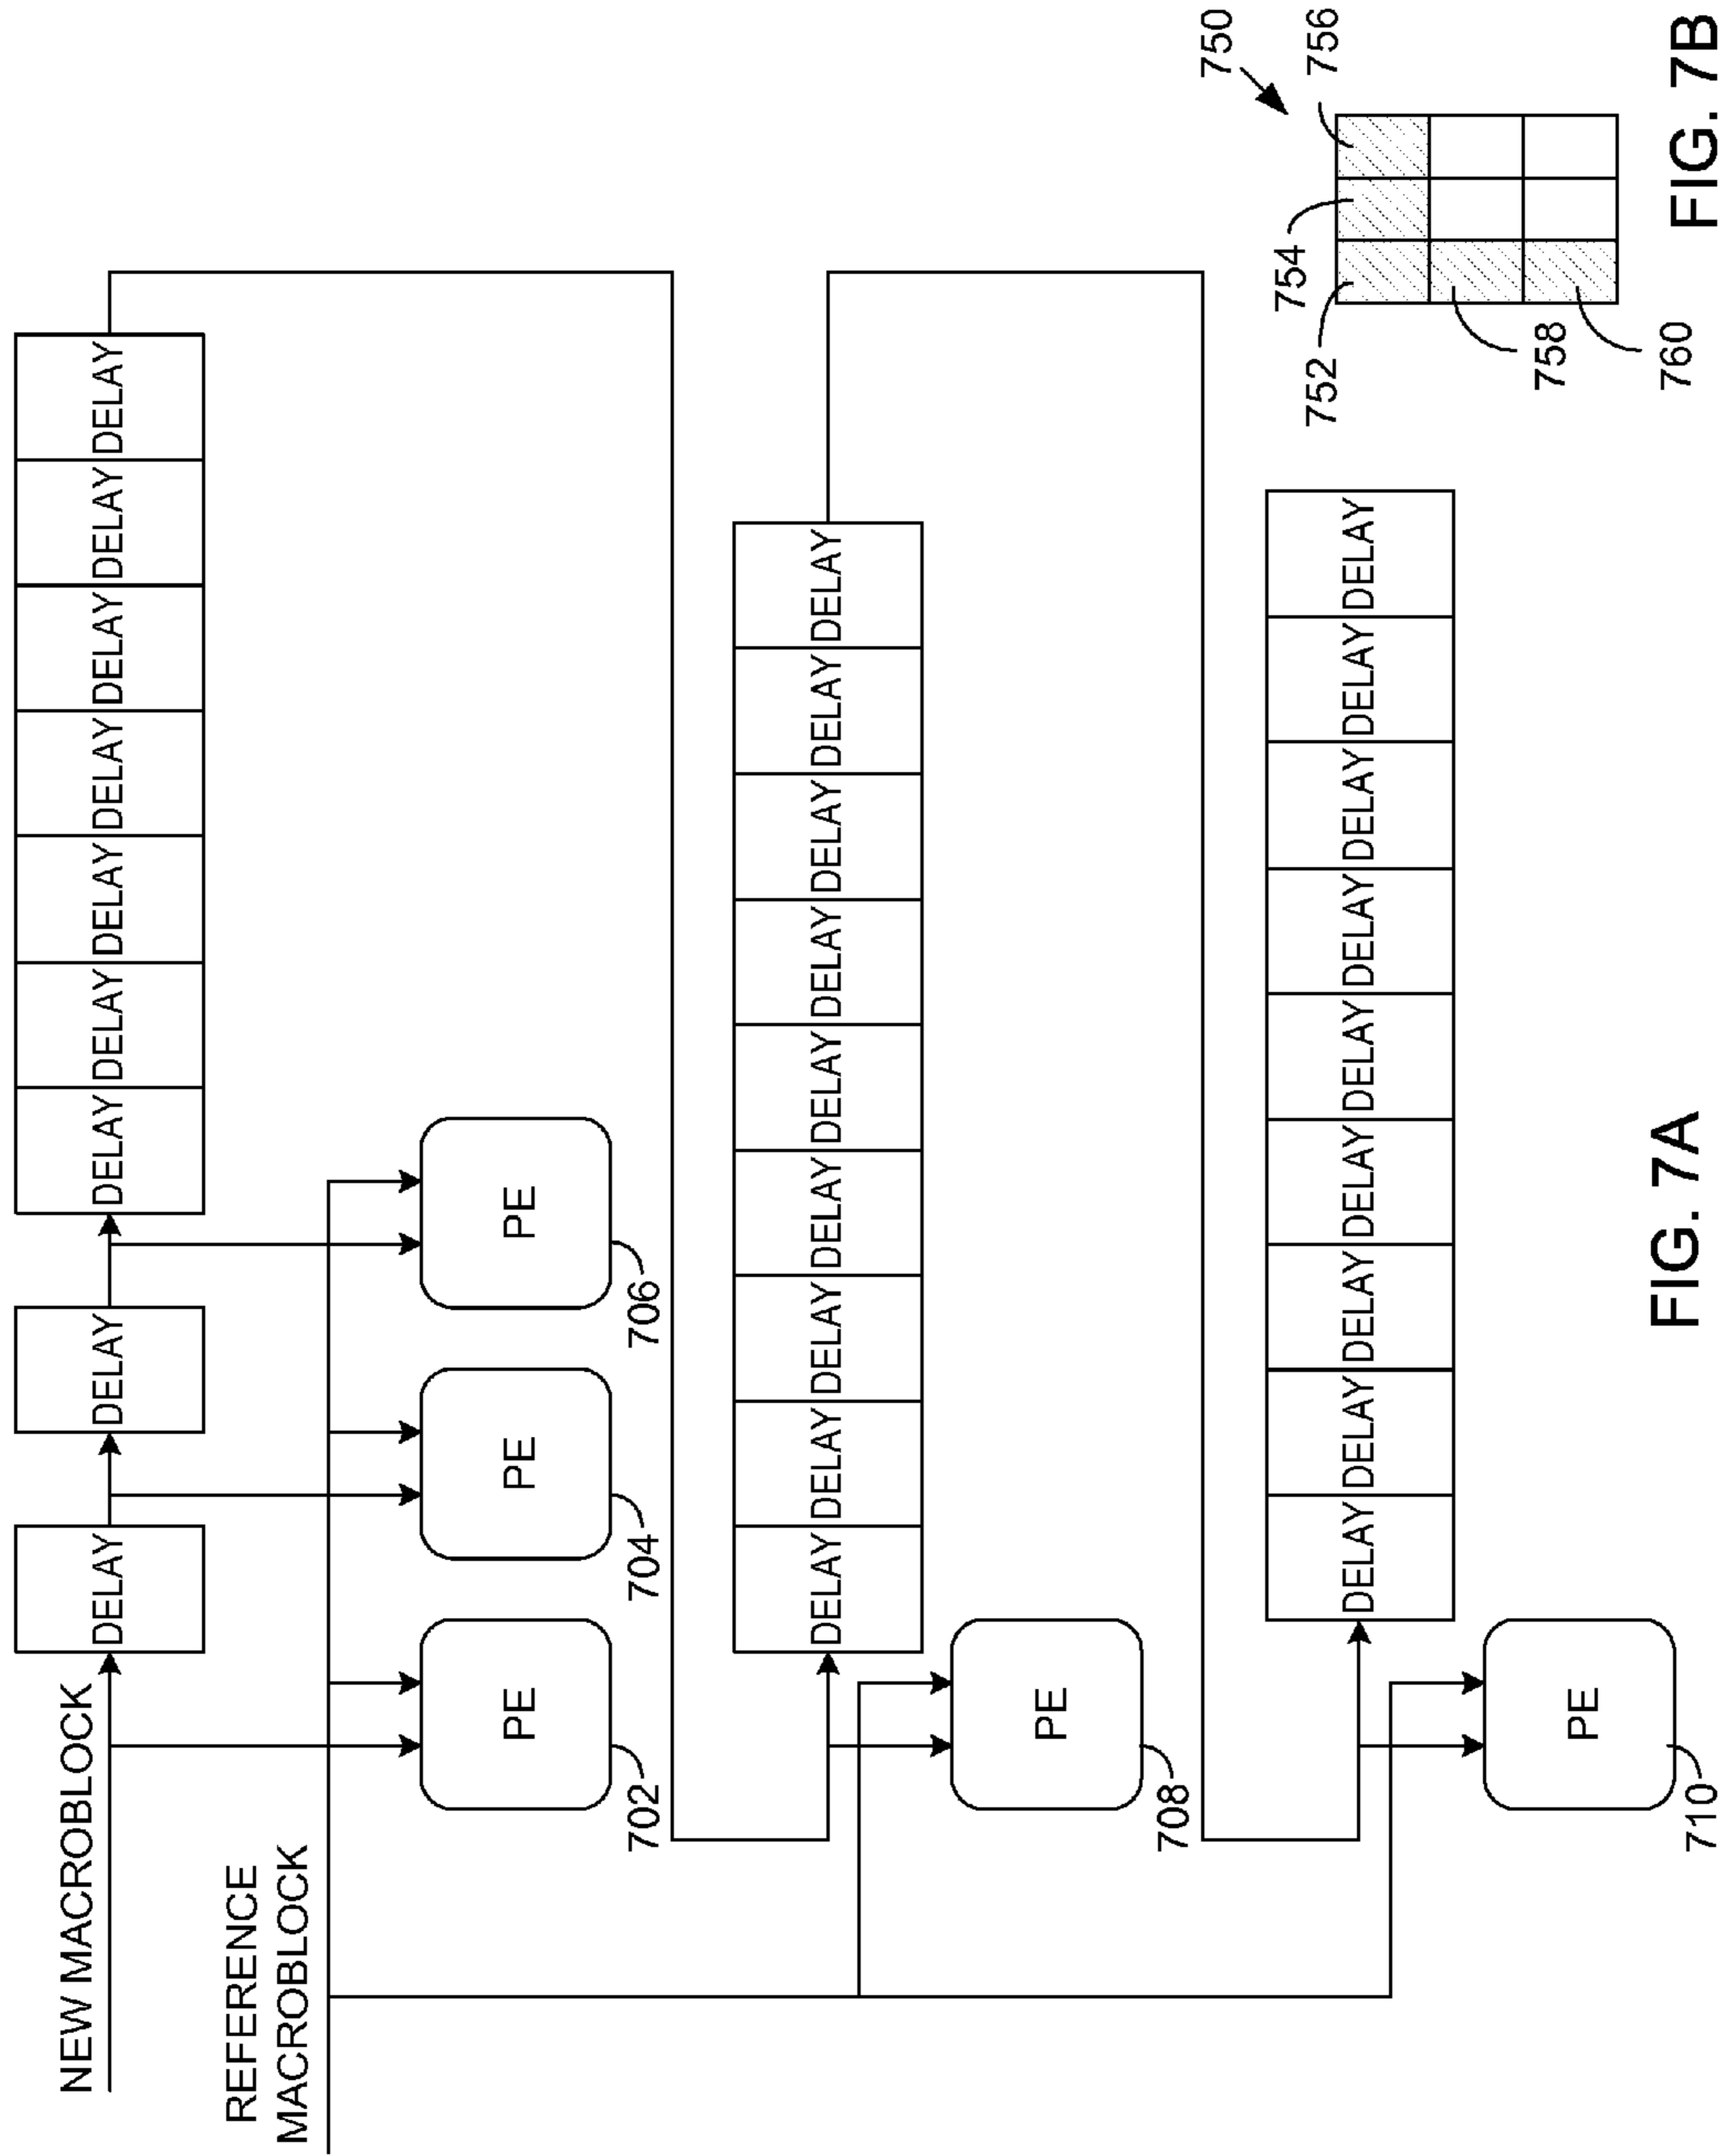 NEW MACROBLOCK
DELAY
DELAY
DELAY DELAY DELAY DELAY DELAY DELAY DELAY
REFERENCE
MACROBLOCK
PE
PE
PE
702
704
706
DELAY DELAY DELAY DELAY DELAY DELAY DELAY DELAY DELAY
PE
708
DELAY DELAY DELAY DELAY DELAY DELAY DELAY DELAY DELAY
PE
710
FIG. 7A
750
752
754
756
758
760
FIG. 7B